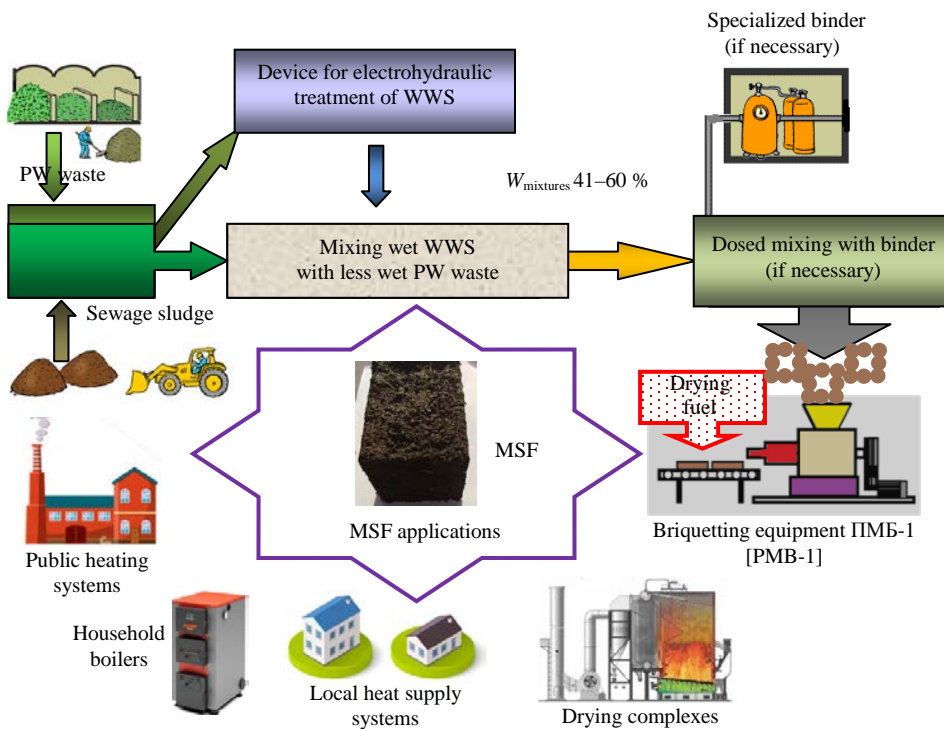 Specialized binder
(if necessary)
Device for electrohydraulic
treatment of WWS
PW waste
W mixtures 41–60 %
Mixing wet WWS
with less wet PW waste
Dosed mixing with binder
(if necessary)
Sewage sludge
Drying
fuel
MSF
MSF applications
Briquetting equipment ПМБ-1
[PMB-1]
Public heating
systems
Household
boilers
Local heat supply
systems
Drying complexes